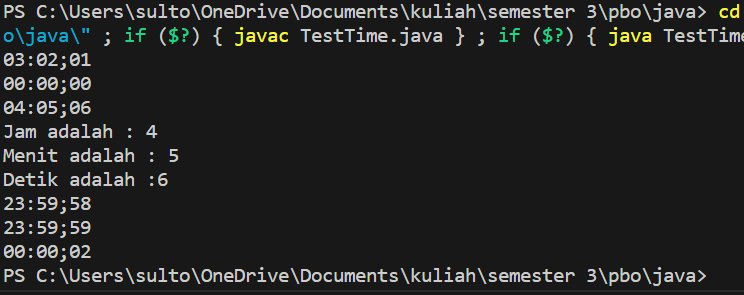 PS C:\Users\sulto\OneDrive\Documents\kuliah\semester 3\pbo\java> cd
o\java\" ; if ($?) { javac TestTime.java } ; if ($?) { java TestTime
03:02;01
00:00;00
04:05;06
Jam adalah : 4
Menit adalah : 5
Detik adalah :6
23:59;58
23:59;59
00:00;02
PS C:\Users\sulto\OneDrive\Documents\kuliah\semester 3\pbo\java>